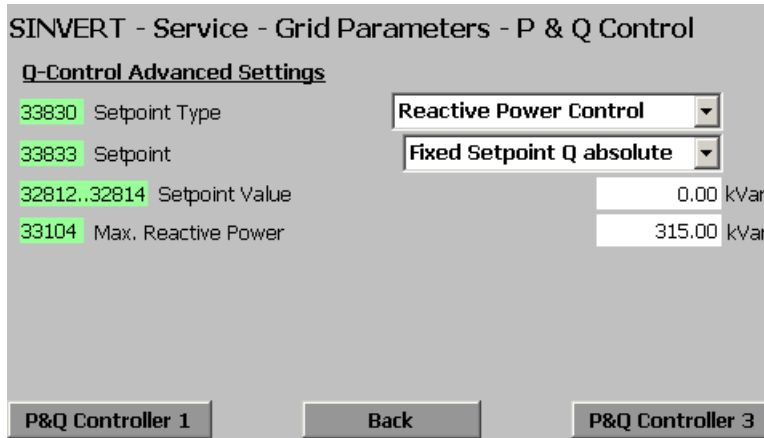 SINVERT - Service - Grid Parameters - P & Q Control
Q-Control Advanced Settings
33830 Setpoint Type Reactive Power Control
33833 Setpoint Fixed Setpoint Q absolute
32812..32814 Setpoint Value 0.00 kVar
33104 Max. Reactive Power 315.00 kVar
P&Q Controller 1 Back P&Q Controller 3